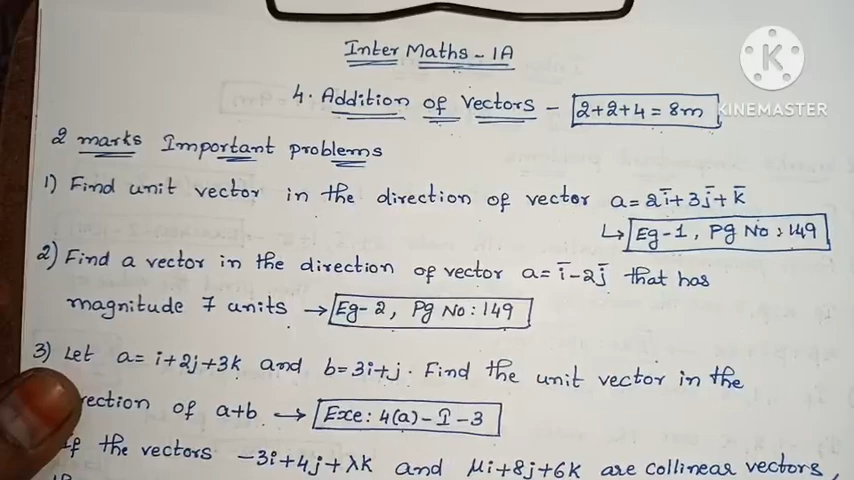 Inter Maths - 1A
4. Addition of vectors - 2+2+4 = 8m
KINEMASTER
2 marks Important problems
1) Find unit vector in the direction of vector a = 2i̅+3j̅+k̅
↳ Eg-1, Pg No: 149
2) Find a vector in the direction of vector a = i̅-2j̅ that has
magnitude 7 units → Eg-2, Pg No: 149
3) Let a = i+2j+3k and b = 3i+j. Find the unit vector in the
rection of a+b → Exe: 4(a)-I-3
If the vectors -3i+4j+λk and μi+8j+6k are collinear vectors,